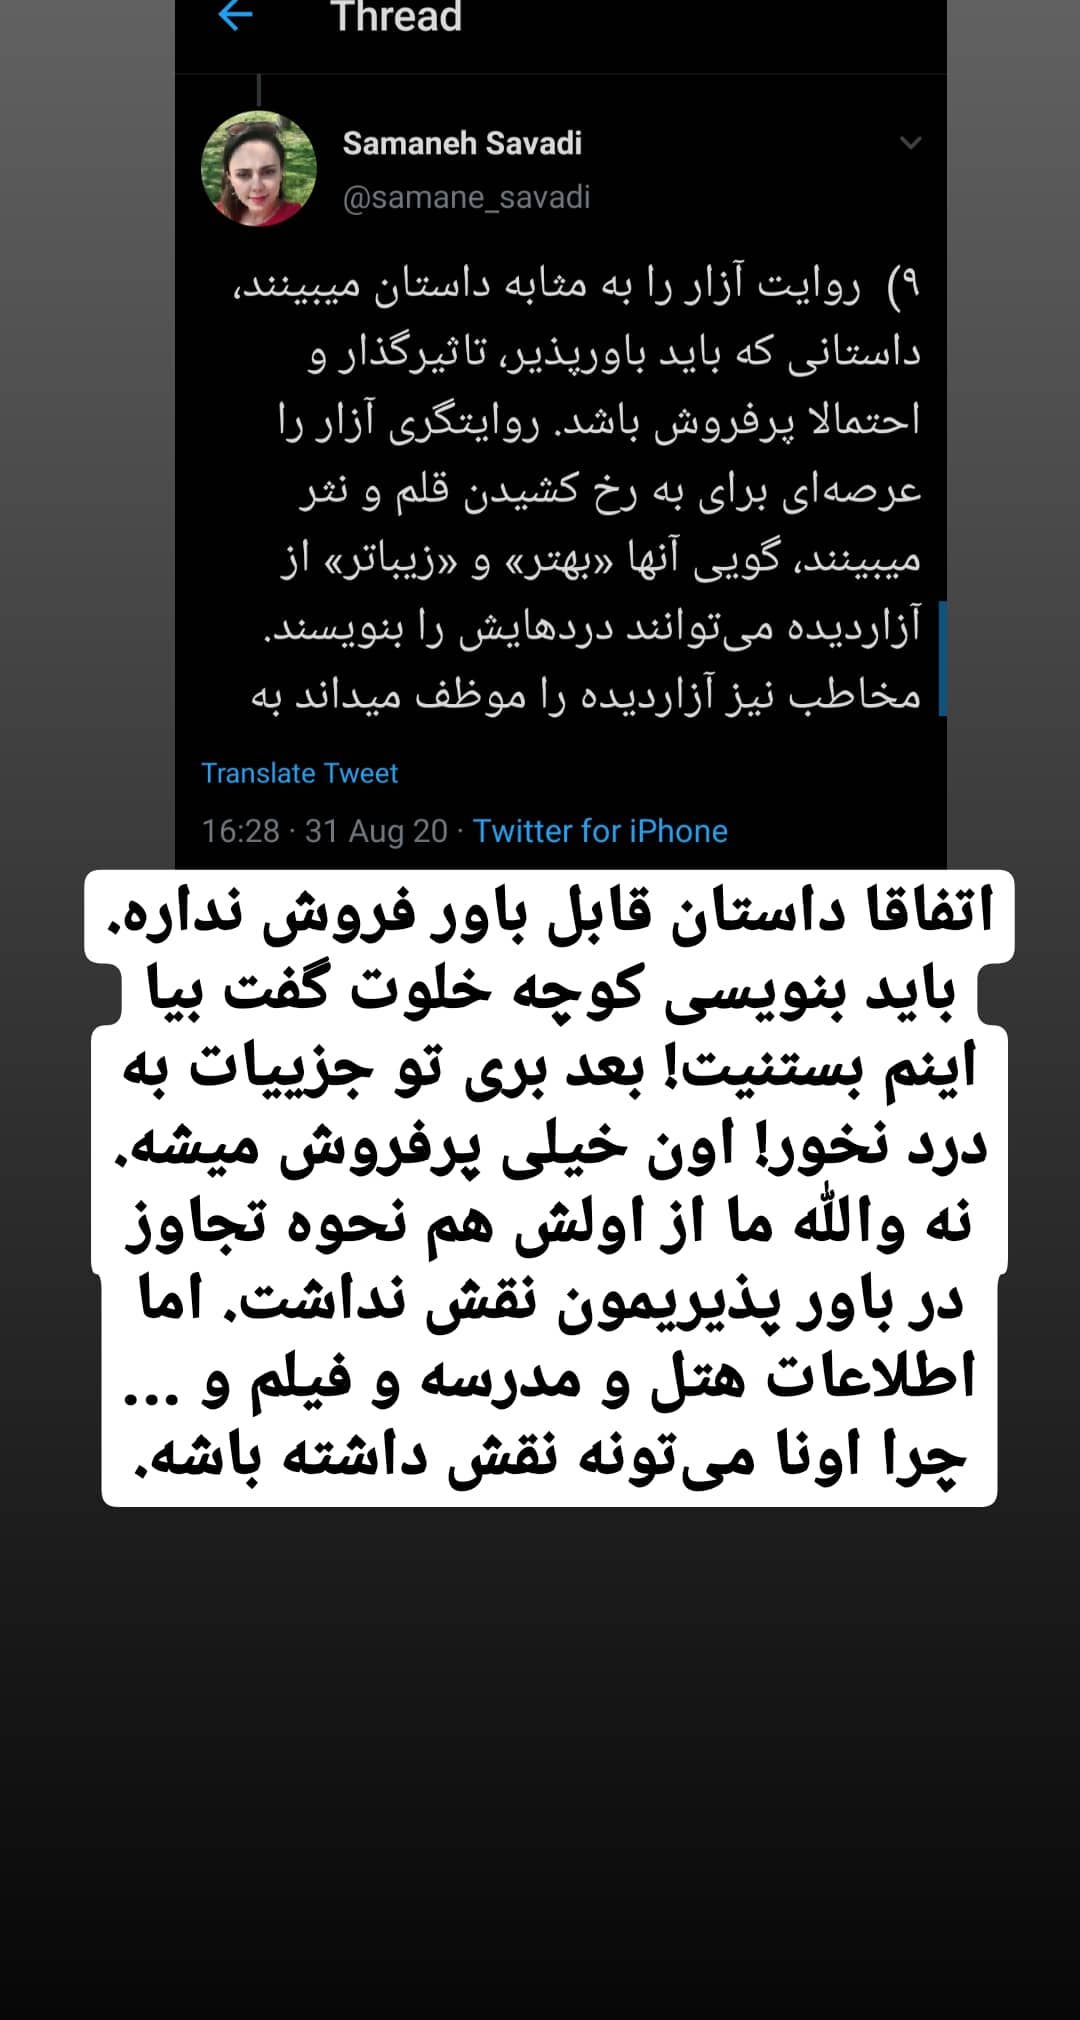 Thread
Samaneh Savadi
@samane_savadi
۹) روایت آزار را به مثابه داستان میبینند،
داستانی که باید باورپذیر، تاثیرگذار و
احتمالا پرفروش باشد. روایتگری آزار را
عرصه‌ای برای به رخ کشیدن قلم و نثر
میبینند، گویی آنها «بهتر» و «زیباتر» از
آزاردیده می‌توانند دردهایش را بنویسند.
مخاطب نیز آزاردیده را موظف میداند به
Translate Tweet
16:28 · 31 Aug 20 · Twitter for iPhone
اتفاقا داستان قابل باور فروش نداره.
باید بنویسی کوچه خلوت گفت بیا
اینم بستنیت! بعد بری تو جزییات به
درد نخور! اون خیلی پرفروش میشه.
نه والله ما از اولش هم نحوه تجاوز
در باور پذیریمون نقش نداشت. اما
اطلاعات هتل و مدرسه و فیلم و ...
چرا اونا می‌تونه نقش داشته باشه.